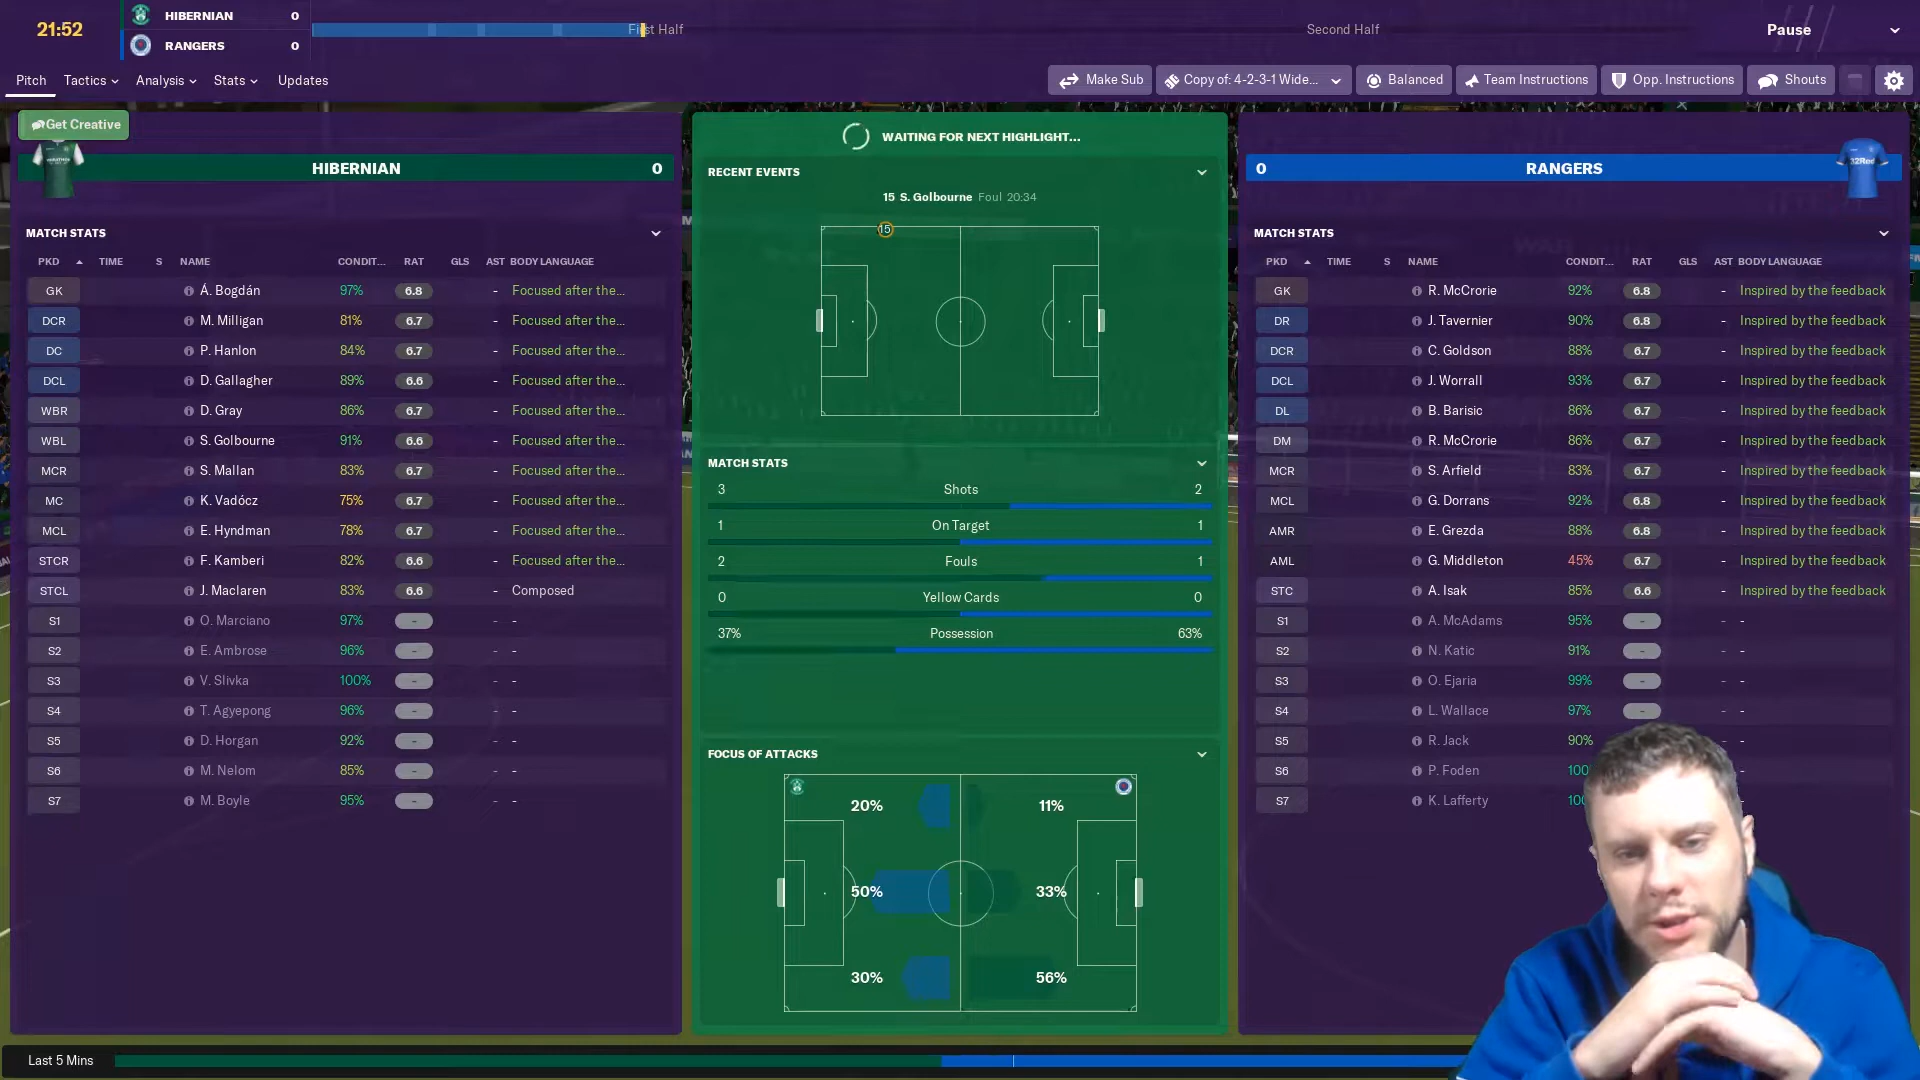 21:52
HIBERNIAN 0
RANGERS 0
First Half
Second Half
Pause
Pitch Tactics Analysis Stats Updates
Make Sub
Copy of: 4-2-3-1 Wide...
Balanced
Team Instructions
Opp. Instructions
Shouts
Get Creative
HIBERNIAN 0
MATCH STATS
PKD TIME S NAME CONDIT... RAT GLS AST BODY LANGUAGE
GK Á. Bogdán 97% 6.8 - Focused after the...
DCR M. Milligan 81% 6.7 - Focused after the...
DC P. Hanlon 84% 6.7 - Focused after the...
DCL D. Gallagher 89% 6.6 - Focused after the...
WBR D. Gray 86% 6.7 - Focused after the...
WBL S. Golbourne 91% 6.6 - Focused after the...
MCR S. Mallan 83% 6.7 - Focused after the...
MC K. Vadócz 75% 6.7 - Focused after the...
MCL E. Hyndman 78% 6.7 - Focused after the...
STCR F. Kamberi 82% 6.6 - Focused after the...
STCL J. Maclaren 83% 6.6 - Composed
S1 O. Marciano 97% - - -
S2 E. Ambrose 96% - - -
S3 V. Slivka 100% - - -
S4 T. Agyepong 96% - - -
S5 D. Horgan 92% - - -
S6 M. Nelom 85% - - -
S7 M. Boyle 95% - - -
WAITING FOR NEXT HIGHLIGHT...
RECENT EVENTS
15 S. Golbourne Foul 20:34
15
MATCH STATS
3 Shots 2
1 On Target 1
2 Fouls 1
0 Yellow Cards 0
37% Possession 63%
FOCUS OF ATTACKS
20% 11%
50% 33%
30% 56%
0 RANGERS
32Red
MATCH STATS
PKD TIME S NAME CONDIT... RAT GLS AST BODY LANGUAGE
GK R. McCrorie 92% 6.8 - Inspired by the feedback
DR J. Tavernier 90% 6.8 - Inspired by the feedback
DCR C. Goldson 88% 6.7 - Inspired by the feedback
DCL J. Worrall 93% 6.7 - Inspired by the feedback
DL B. Barisic 86% 6.7 - Inspired by the feedback
DM R. McCrorie 86% 6.7 - Inspired by the feedback
MCR S. Arfield 83% 6.7 - Inspired by the feedback
MCL G. Dorrans 92% 6.8 - Inspired by the feedback
AMR E. Grezda 88% 6.8 - Inspired by the feedback
AML G. Middleton 45% 6.7 - Inspired by the feedback
STC A. Isak 85% 6.6 - Inspired by the feedback
S1 A. McAdams 95% - - -
S2 N. Katic 91% - - -
S3 O. Ejaria 99% - - -
S4 L. Wallace 97% - - -
S5 R. Jack 90% -
S6 P. Foden 100
S7 K. Lafferty -
Last 5 Mins